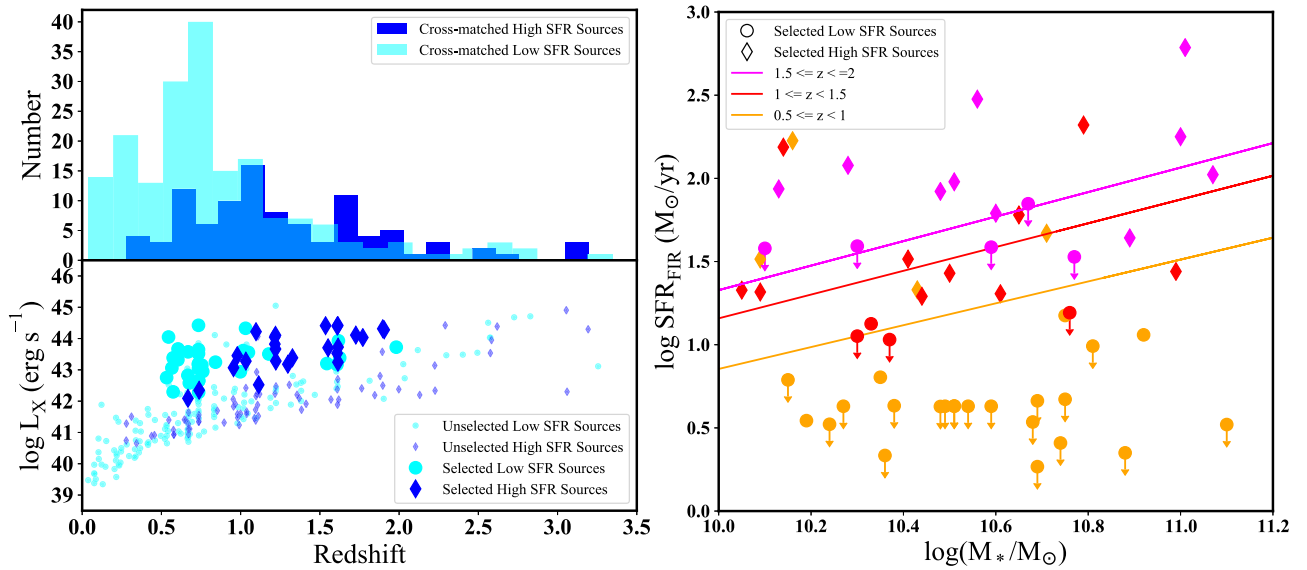 Number
40
35
30
25
20
15
10
5
0
Cross-matched High SFR Sources
Cross-matched Low SFR Sources
log L_X (erg s⁻¹)
46
45
44
43
42
41
40
39
Unselected Low SFR Sources
Unselected High SFR Sources
Selected Low SFR Sources
Selected High SFR Sources
0.0 0.5 1.0 1.5 2.0 2.5 3.0 3.5
Redshift
log SFR_FIR (M_⊙/yr)
3.0
2.5
2.0
1.5
1.0
0.5
0.0
Selected Low SFR Sources
Selected High SFR Sources
1.5 <= z < =2
1 <= z < 1.5
0.5 <= z < 1
10.0 10.2 10.4 10.6 10.8 11.0 11.2
log(M_*/M_⊙)